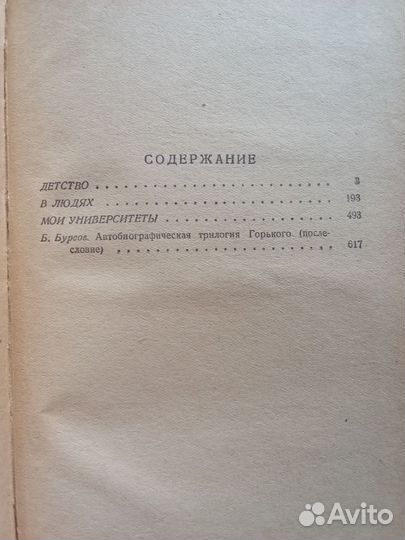 СОДЕРЖАНИЕ
ДЕТСТВО . . . . . . . . . . . . . . . . . . . . 3
В ЛЮДЯХ . . . . . . . . . . . . . . . . . . . . 193
МОИ УНИВЕРСИТЕТЫ . . . . . . . . . . . . . . . 493
Б. Бурсов. Автобиографическая трилогия Горького (после-
словие) . . . . . . . . . . . . . . . . . . . . 617
Avito